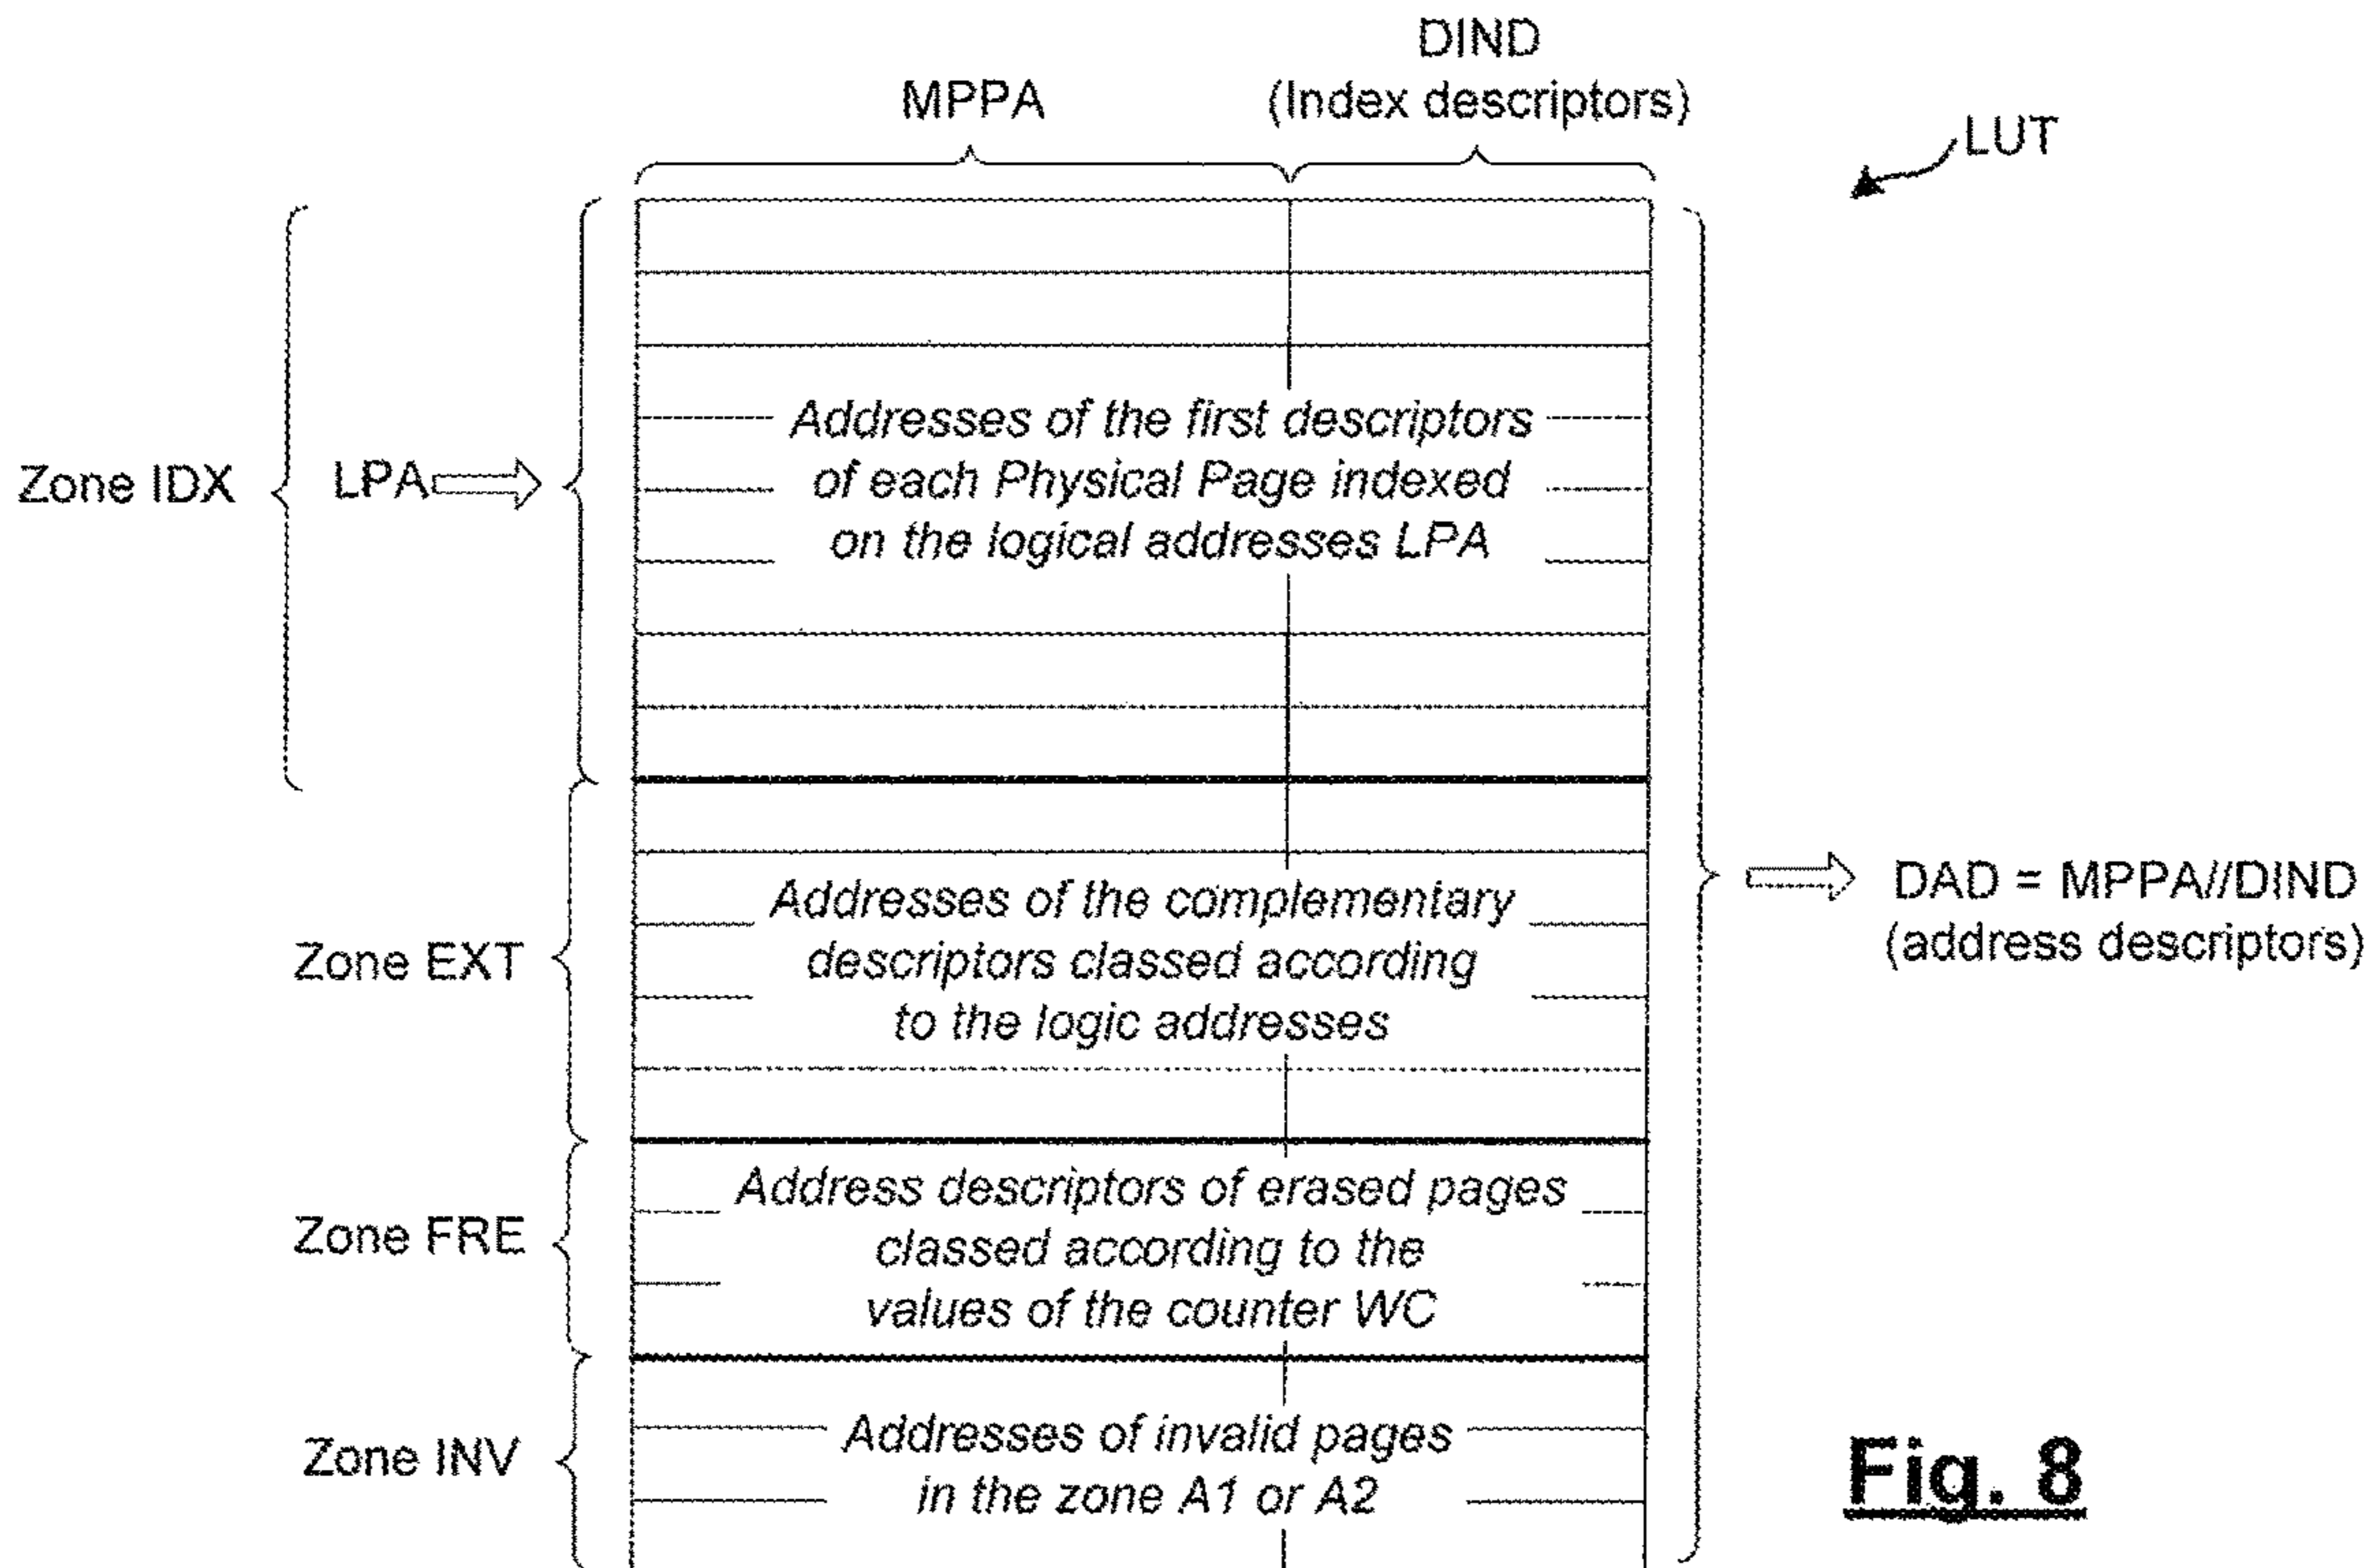 DIND
MPPA
(Index descriptors)
LUT
Addresses of the first descriptors
of each Physical Page indexed
on the logical addresses LPA
Zone IDX
LPA
Addresses of the complementary
descriptors classed according
to the logic addresses
Zone EXT
DAD = MPPA//DIND
(address descriptors)
Address descriptors of erased pages
classed according to the
values of the counter WC
Zone FRE
Addresses of invalid pages
in the zone A1 or A2
Zone INV
Fig. 8